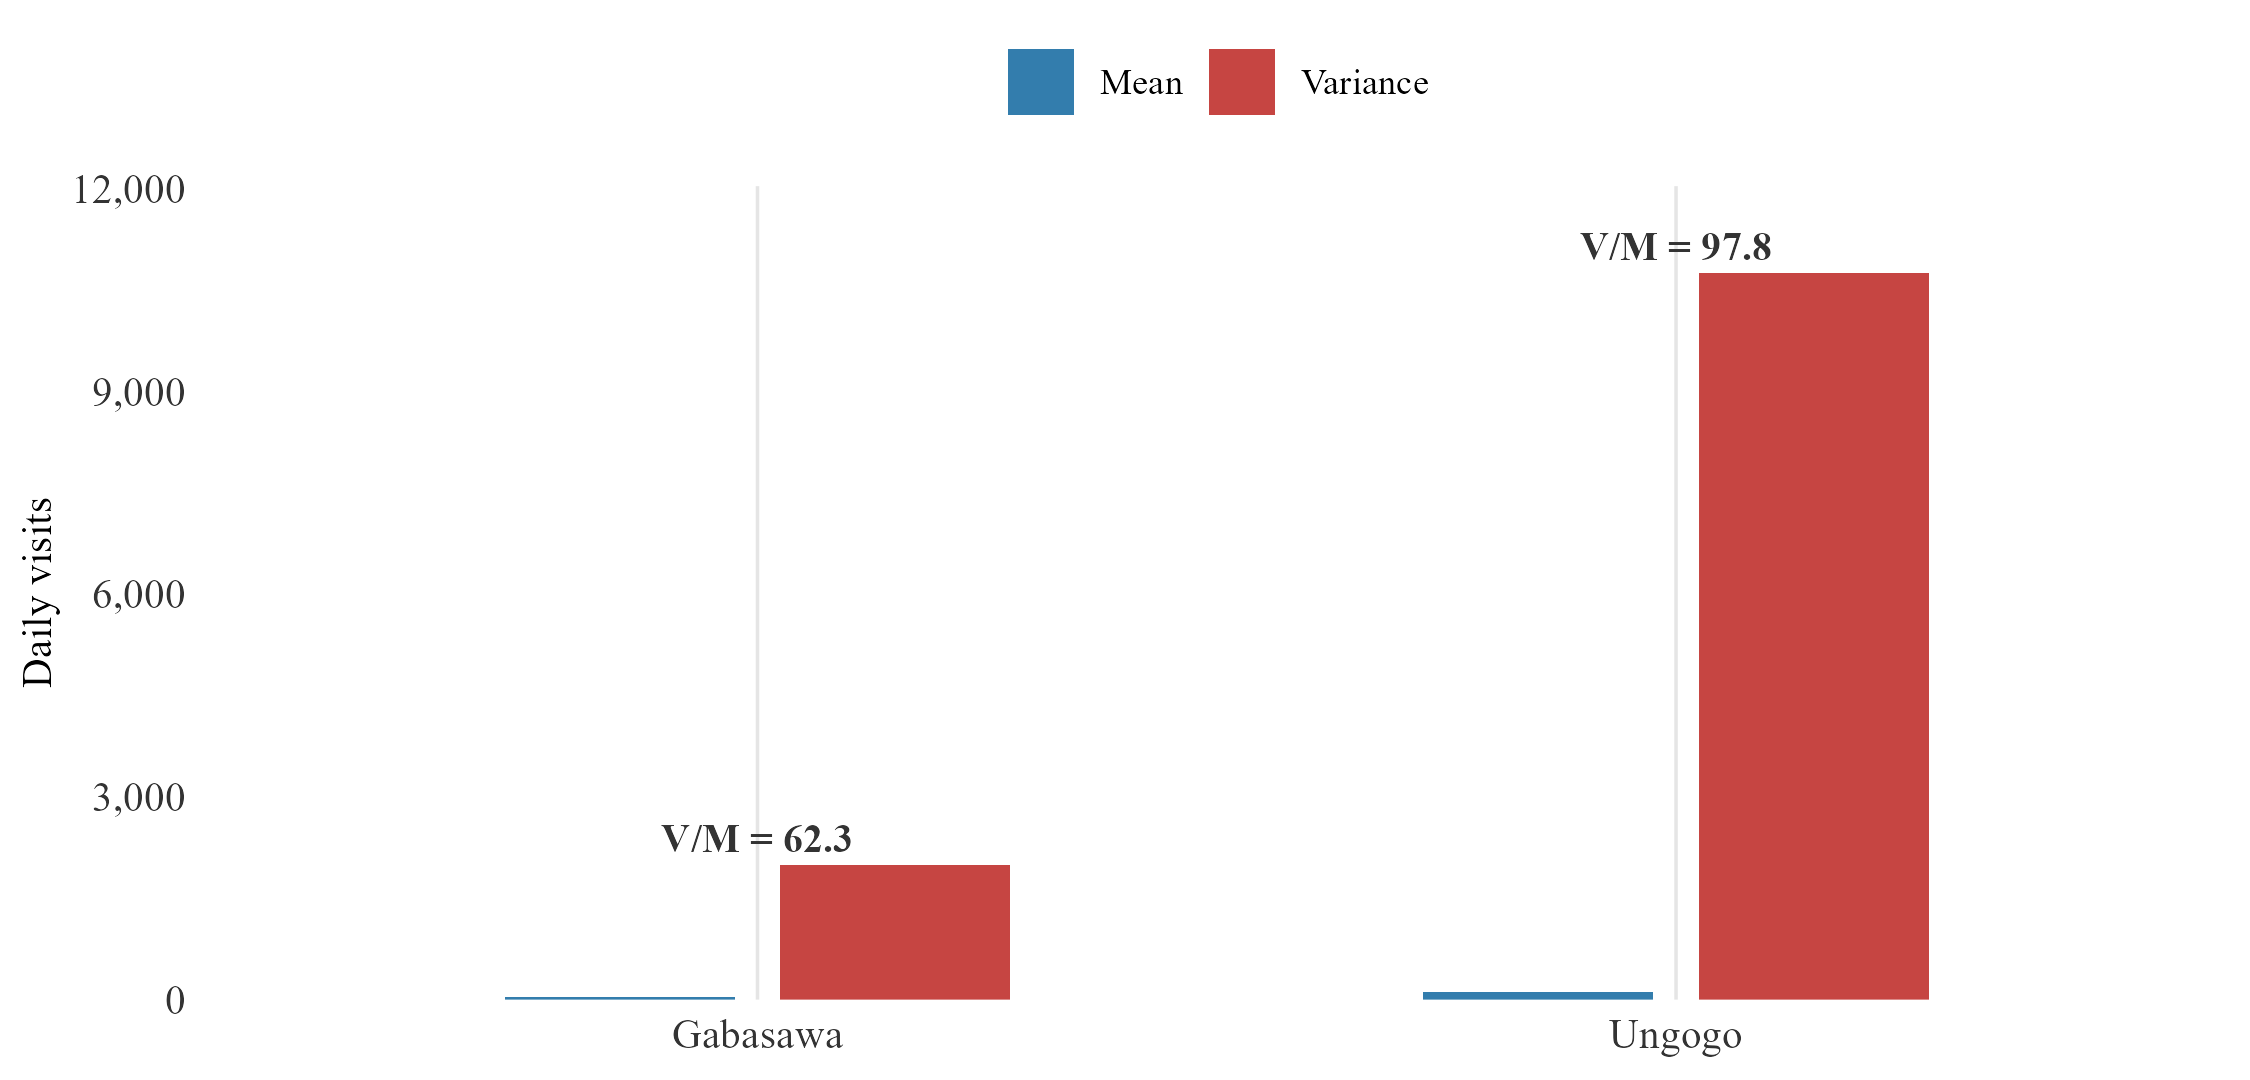 Mean Variance
12,000
V/M = 97.8
9,000
6,000
Daily visits
3,000
V/M = 62.3
0
Gabasawa Ungogo